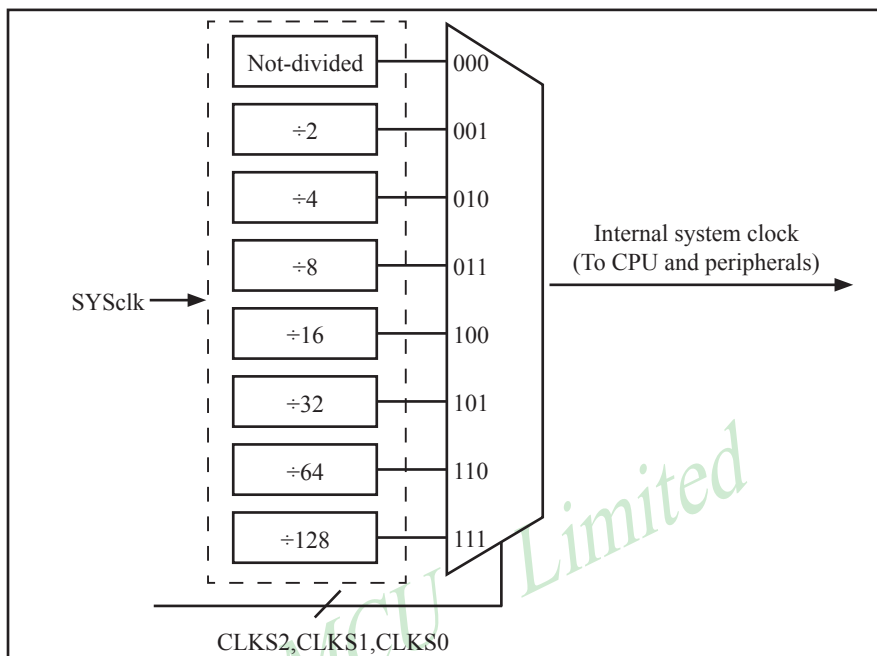 Not-divided
÷2
÷4
÷8
÷16
÷32
÷64
÷128
SYSclk
000
001
010
011
100
101
110
111
Internal system clock
(To CPU and peripherals)
CLKS2,CLKS1,CLKS0
MCU Limited